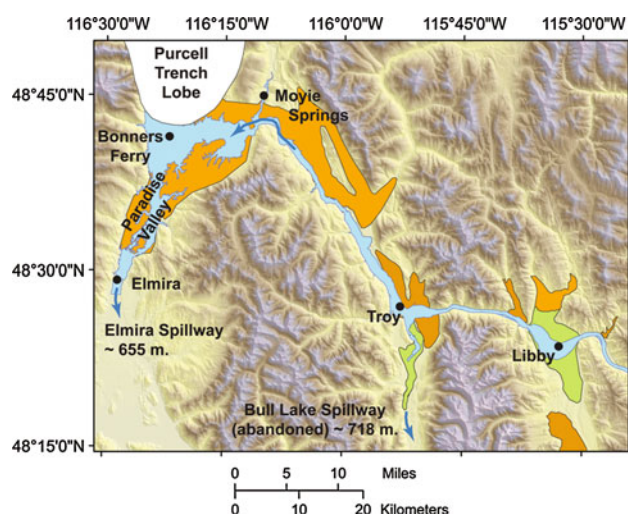 116°30'0"W 116°15'0"W 116°0'0"W 115°45'0"W 115°30'0"W
Purcell
Trench
Lobe
48°45'0"N
Moyie
Springs
Bonners
Ferry
Paradise
Valley
48°30'0"N
Elmira
Troy
Elmira Spillway
~ 655 m.
Libby
Bull Lake Spillway
(abandoned) ~ 718 m.
48°15'0"N
0 5 10 Miles
0 10 20 Kilometers